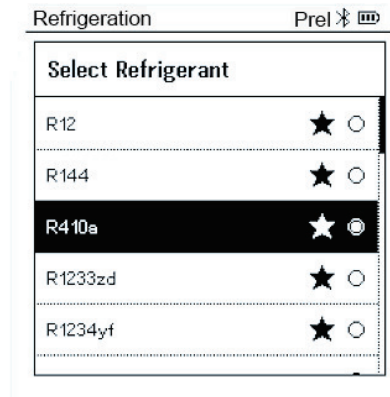 Refrigeration Prel
Select Refrigerant
R12
R144
R410a
R1233zd
R1234yf